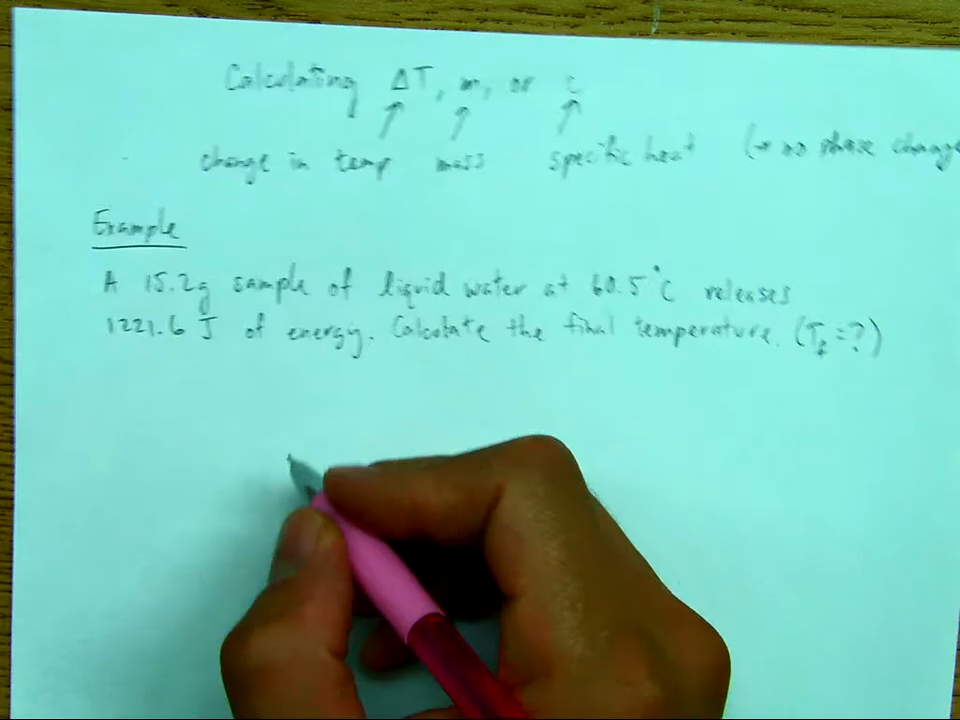 Calculating ΔT, m, or c
change in temp mass specific heat (→ no phase change
Example
A 15.2g sample of liquid water at 60.5°C releases
1221.6 J of energy. Calculate the final temperature. (Tf=?)